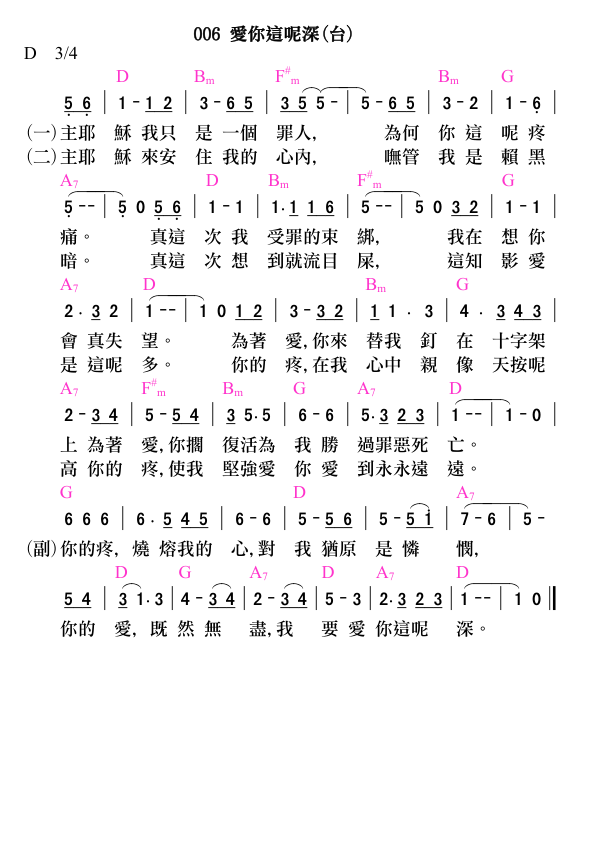 006 愛你這呢深(台)
D 3/4
D Bm F#m Bm G
5 6 | 1 - 1 2 | 3 - 6 5 | 3 5 5 - | 5 - 6 5 | 3 - 2 | 1 - 6 |
(一)主耶 穌 我只 是 一個 罪人, 為何 你 這 呢 疼
(二)主耶 穌 來安 住 我的 心內, 嘸管 我 是 賴 黑
A7 D Bm F#m G
5 - - | 5 0 5 6 | 1 - 1 | 1 · 1 1 6 | 5 - - | 5 0 3 2 | 1 - 1 |
痛。 真這 次 我 受罪的束 綁, 我在 想 你
暗。 真這 次 想 到就流目 屎, 這知 影 愛
A7 D Bm G
2 · 3 2 | 1 - - | 1 0 1 2 | 3 - 3 2 | 1 1 · 3 | 4 · 3 4 3 |
會 真失 望。 為著 愛,你來 替我 釘 在 十字架
是 這呢 多。 你的 疼,在我 心中 親 像 天按呢
A7 F#m Bm G A7 D
2 - 3 4 | 5 - 5 4 | 3 5 · 5 | 6 - 6 | 5 · 3 2 3 | 1 - - | 1 - 0 |
上 為著 愛,你擱 復活為 我 勝 過罪惡死 亡。
高 你的 疼,使我 堅強愛 你 愛 到永永遠 遠。
G D A7
6 6 6 | 6 · 5 4 5 | 6 - 6 | 5 - 5 6 | 5 - 5 1 | 7 - 6 | 5 -
(副)你的疼, 燒 熔我的 心,對 我 猶原 是 憐 憫,
D G A7 D A7 D
5 4 | 3 1 · 3 | 4 - 3 4 | 2 - 3 4 | 5 - 3 | 2 · 3 2 3 | 1 - - | 1 0 ‖
你的 愛, 既 然 無 盡,我 要 愛 你這呢 深。